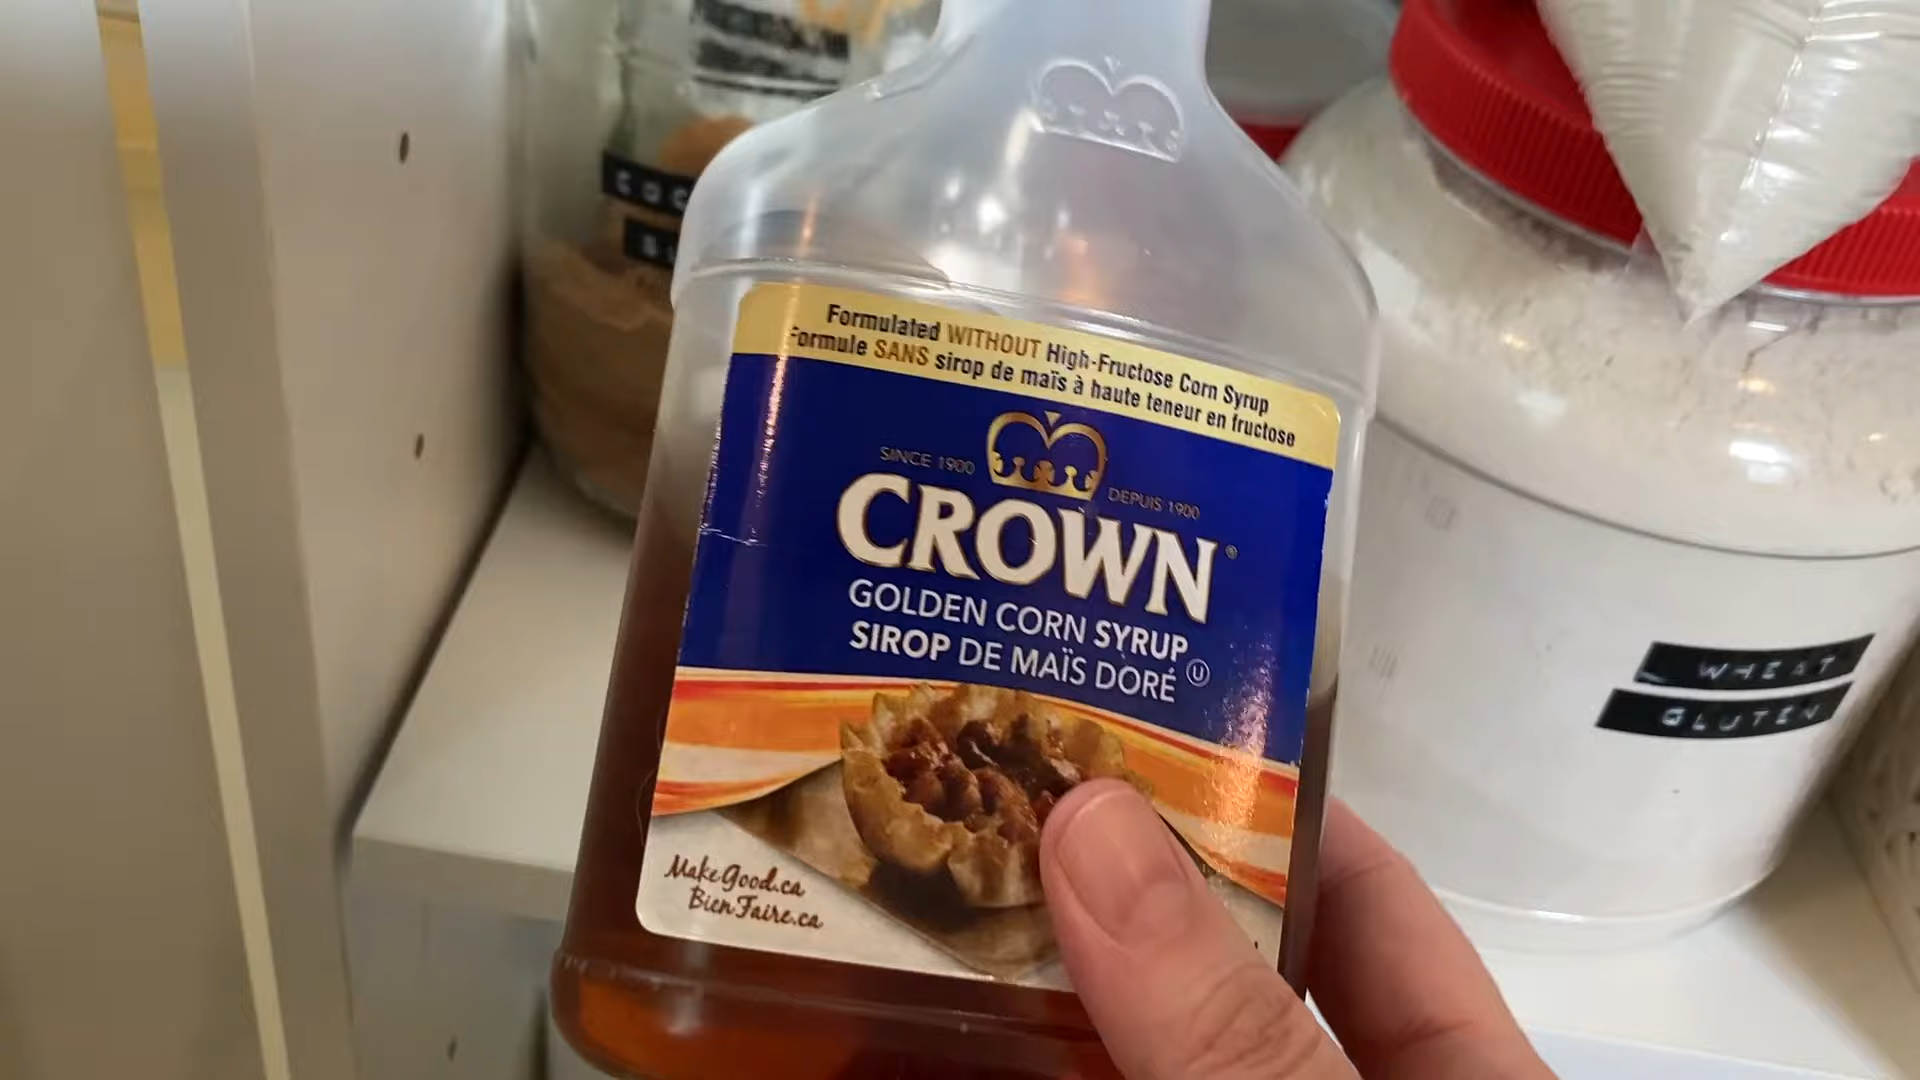 Formulated WITHOUT High-Fructose Corn Syrup
Formule SANS sirop de maïs à haute teneur en fructose
SINCE 1900
DEPUIS 1900
CROWN®
GOLDEN CORN SYRUP
SIROP DE MAÏS DORÉ
U
MakeGood.ca
BienFaire.ca
WHEAT
GLUTEN